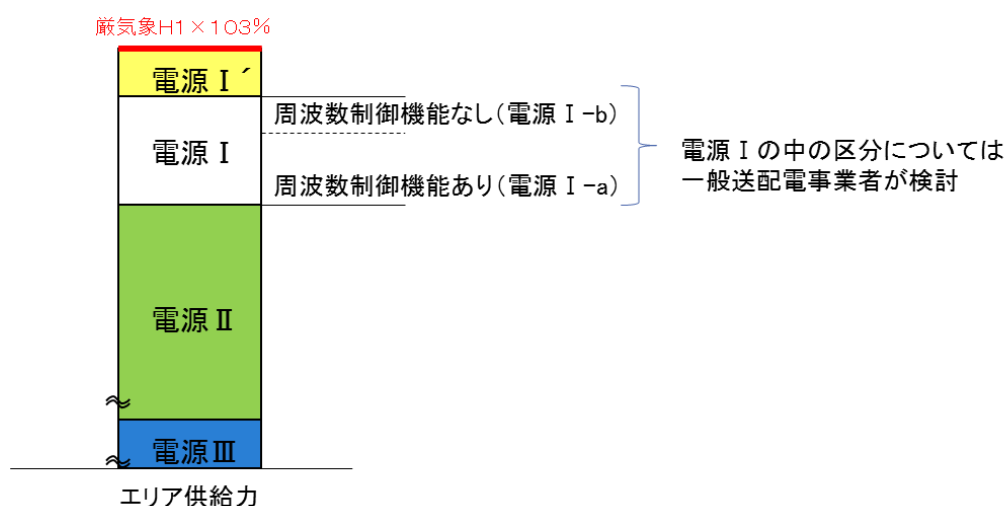 厳気象H1×103%
電源Ⅰ´
周波数制御機能なし(電源Ⅰ-b)
電源Ⅰ
電源Ⅰの中の区分については
一般送配電事業者が検討
周波数制御機能あり(電源Ⅰ-a)
電源Ⅱ
電源Ⅲ
エリア供給力